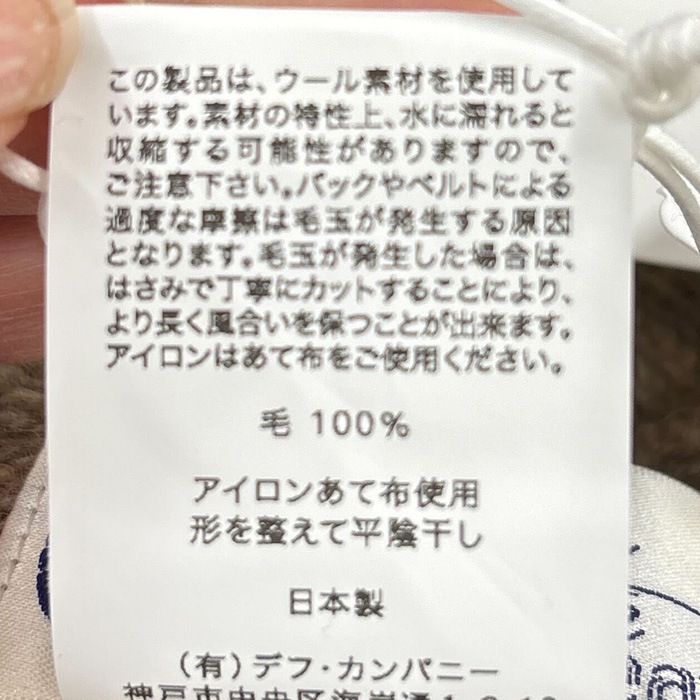 この製品は、ウール素材を使用して
います。素材の特性上、水に濡れると
収縮する可能性がありますので、
ご注意下さい。バックやベルトによる
過度な摩擦は毛玉が発生する原因
となります。毛玉が発生した場合は、
はさみで丁寧にカットすることにより、
より長く風合いを保つことが出来ます。
アイロンはあて布をご使用ください。
毛 100%
アイロンあて布使用
形を整えて平陰干し
日本製
（有）デフ・カンパニー
神戸市中央区海岸通